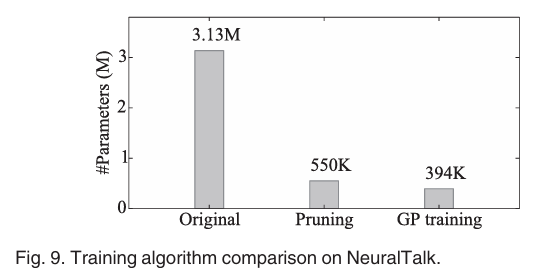 3.13M
3
2
1
0
#Parameters (M)
550K
394K
Original Pruning GP training
Fig. 9. Training algorithm comparison on NeuralTalk.